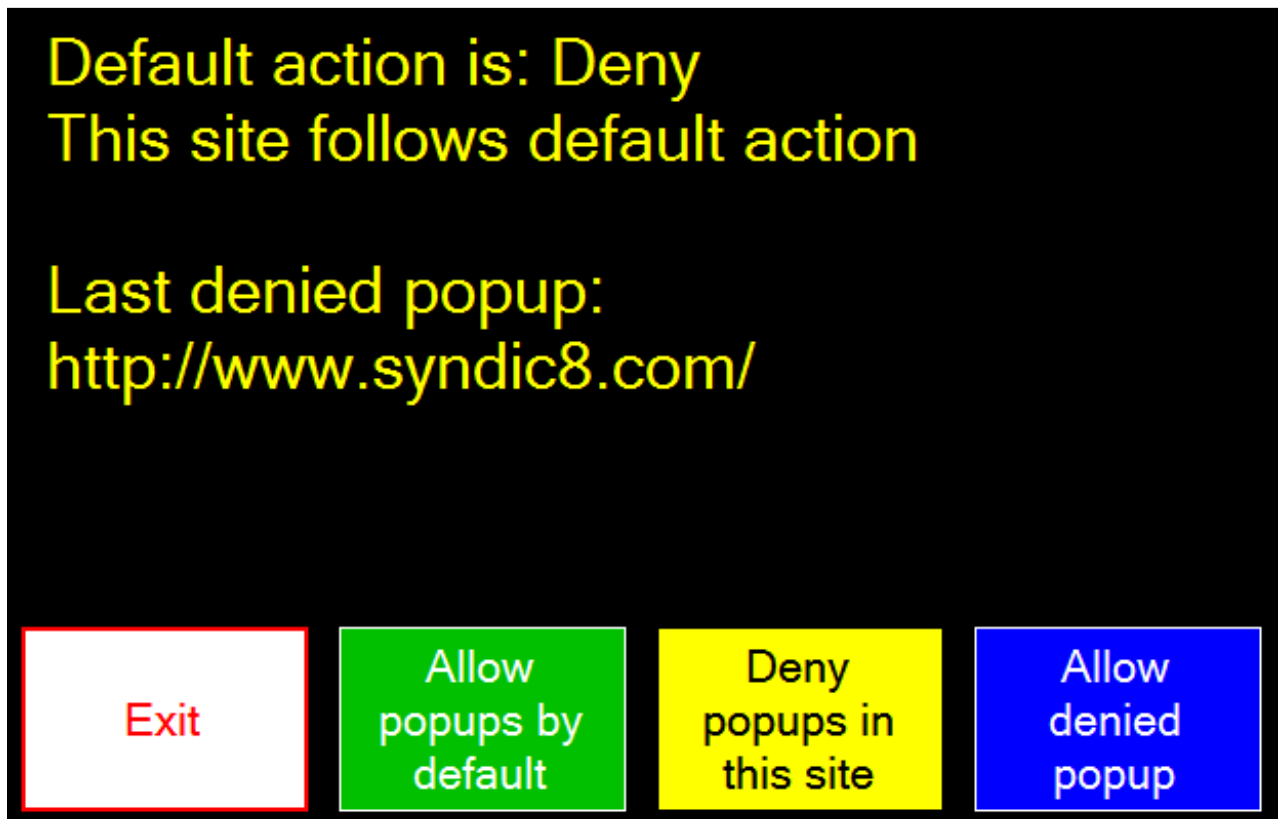 Default action is: Deny
This site follows default action
Last denied popup:
http://www.syndic8.com/
Exit
Allow
popups by
default
Deny
popups in
this site
Allow
denied
popup